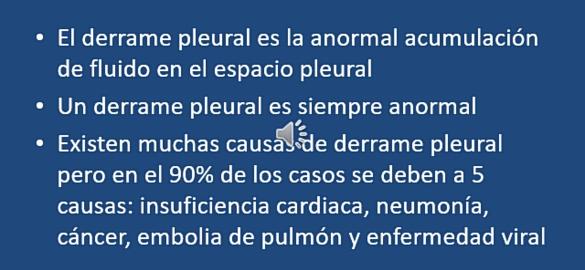 • El derrame pleural es la anormal acumulación
de fluido en el espacio pleural
• Un derrame pleural es siempre anormal
• Existen muchas causas de derrame pleural
pero en el 90% de los casos se deben a 5
causas: insuficiencia cardiaca, neumonía,
cáncer, embolia de pulmón y enfermedad viral